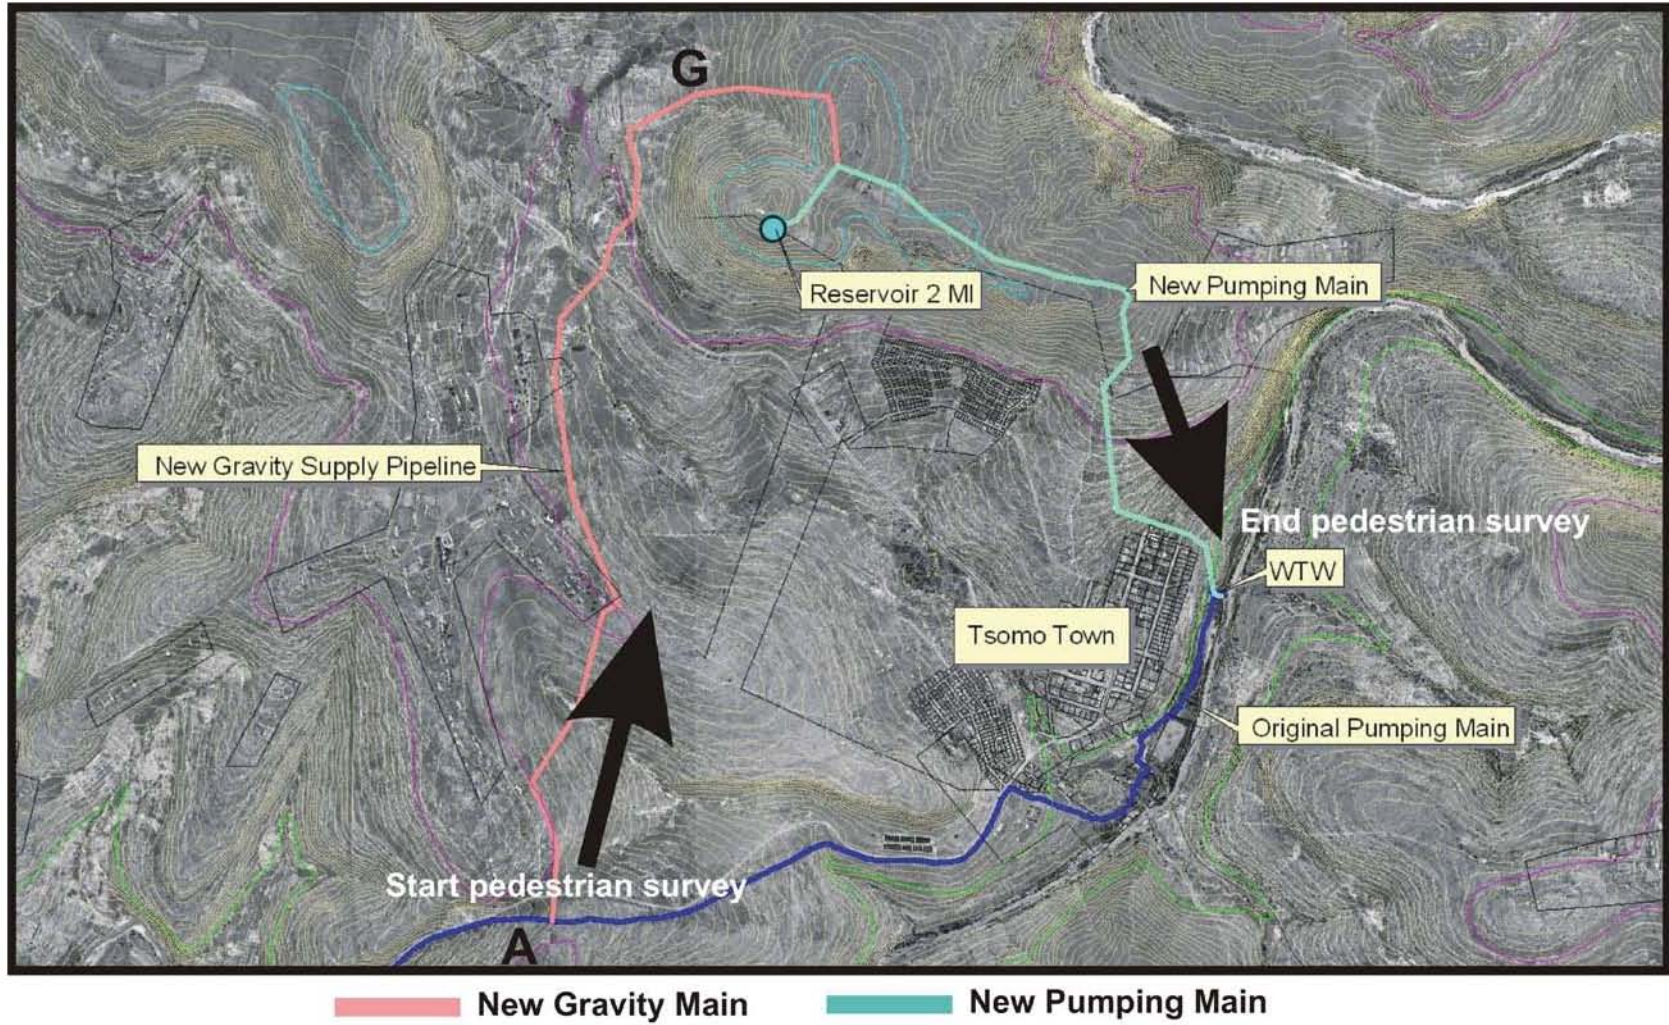 G
Reservoir 2 Ml
New Pumping Main
New Gravity Supply Pipeline
End pedestrian survey
WTW
Tsomo Town
Original Pumping Main
Start pedestrian survey
A
New Gravity Main
New Pumping Main